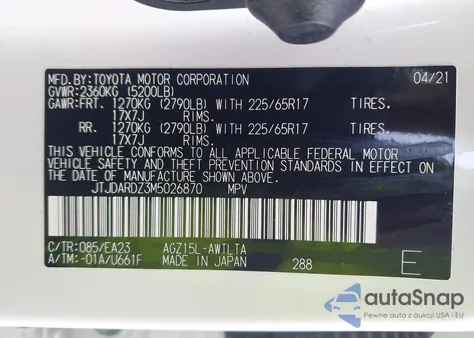 MFD.BY:TOYOTA MOTOR CORPORATION 04/21
GVWR:2360KG (5200LB)
GAWR:FRT. 1270KG (2790LB) WITH 225/65R17 TIRES.
17X7J RIMS.
RR. 1270KG (2790LB) WITH 225/65R17 TIRES.
17X7J RIMS.
THIS VEHICLE CONFORMS TO ALL APPLICABLE FEDERAL MOTOR
VEHICLE SAFETY AND THEFT PREVENTION STANDARDS IN EFFECT ON
THE DATE OF MANUFACTURE SHOWN ABOVE.
JTJDARDZ3M5026870 MPV
C/TR:085/EA23 AGZ15L-AWTLTA
A/TM:-01A/U661F MADE IN JAPAN 288 E
autoSnap
Pewne auta z aukcji USA i EU